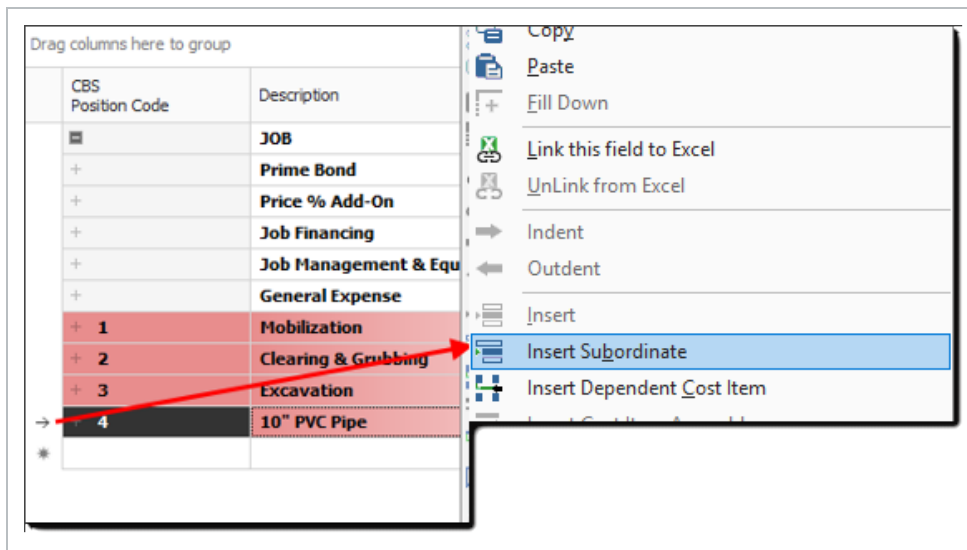 Drag columns here to group
CBS
Position Code
Description
JOB
Prime Bond
Price % Add-On
Job Financing
Job Management & Equ
General Expense
1 Mobilization
2 Clearing & Grubbing
3 Excavation
4 10" PVC Pipe
Copy
Paste
Fill Down
Link this field to Excel
UnLink from Excel
Indent
Outdent
Insert
Insert Subordinate
Insert Dependent Cost Item